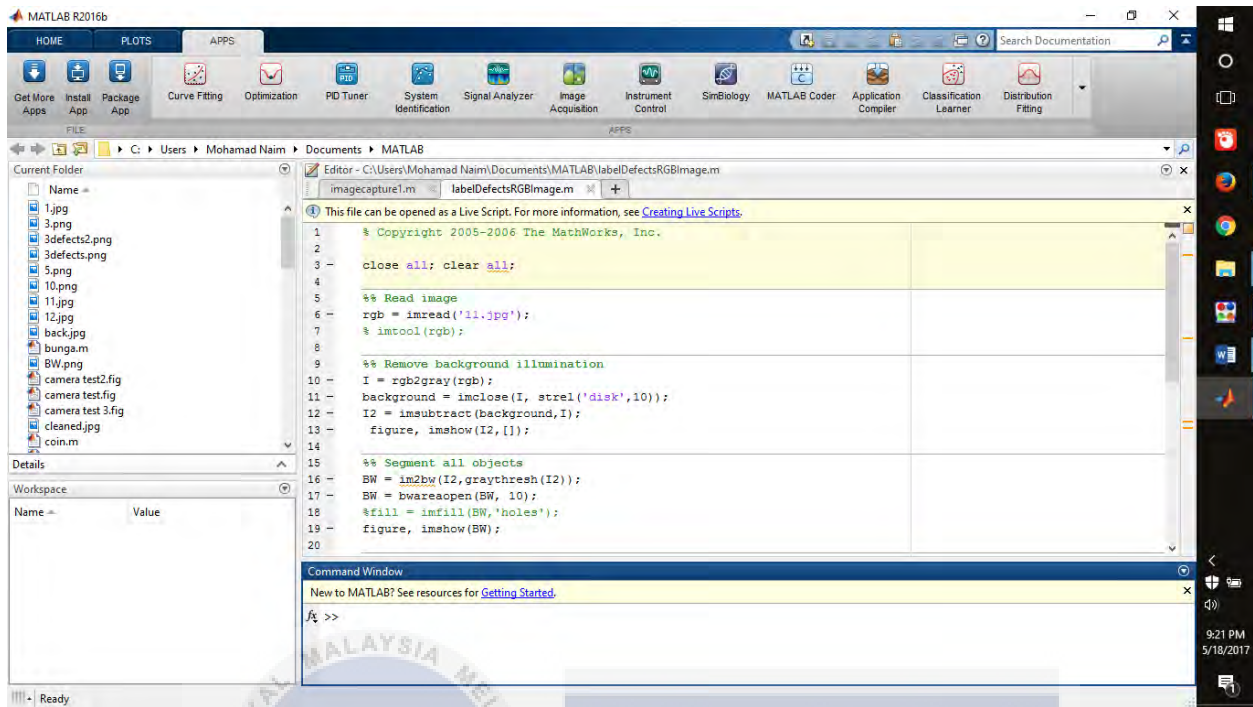 MATLAB R2016b
HOME PLOTS APPS
Search Documentation
Get More Apps
Install App
Package App
Curve Fitting
Optimization
PID Tuner
System Identification
Signal Analyzer
Image Acquisition
Instrument Control
SimBiology
MATLAB Coder
Application Compiler
Classification Learner
Distribution Fitting
FILE
APPS
C: Users Mohamad Naim Documents MATLAB
Current Folder
Name
1.jpg
3.png
3defects2.png
3defects.png
5.png
10.png
11.jpg
12.jpg
back.jpg
bunga.m
BW.png
camera test2.fig
camera test.fig
camera test 3.fig
cleaned.jpg
coin.m
Details
Workspace
Name Value
Editor - C:\Users\Mohamad Naim\Documents\MATLAB\labelDefectsRGBImage.m
imagecapture1.m labelDefectsRGBImage.m +
This file can be opened as a Live Script. For more information, see Creating Live Scripts.
1 % Copyright 2005-2006 The MathWorks, Inc.
2
3 – close all; clear all;
4
5 %% Read image
6 – rgb = imread('11.jpg');
7 % imtool(rgb);
8
9 %% Remove background illumination
10 – I = rgb2gray(rgb);
11 – background = imclose(I, strel('disk',10));
12 – I2 = imsubtract(background,I);
13 – figure, imshow(I2,[]);
14
15 %% Segment all objects
16 – BW = im2bw(I2,graythresh(I2));
17 – BW = bwareaopen(BW, 10);
18 %fill = imfill(BW,'holes');
19 – figure, imshow(BW);
20
Command Window
New to MATLAB? See resources for Getting Started.
fx >>
Ready
9:21 PM
5/18/2017
MALAYSIA